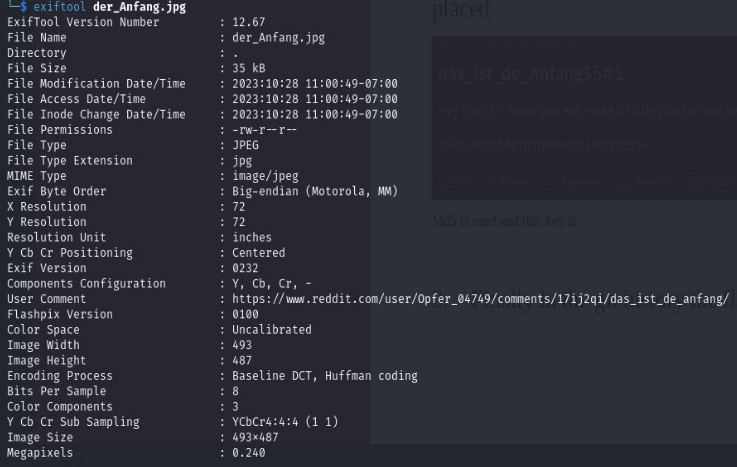 └─$ exiftool der_Anfang.jpg
ExifTool Version Number : 12.67
File Name : der_Anfang.jpg
Directory : .
File Size : 35 kB
File Modification Date/Time : 2023:10:28 11:00:49-07:00
File Access Date/Time : 2023:10:28 11:00:49-07:00
File Inode Change Date/Time : 2023:10:28 11:00:49-07:00
File Permissions : -rw-r--r--
File Type : JPEG
File Type Extension : jpg
MIME Type : image/jpeg
Exif Byte Order : Big-endian (Motorola, MM)
X Resolution : 72
Y Resolution : 72
Resolution Unit : inches
Y Cb Cr Positioning : Centered
Exif Version : 0232
Components Configuration : Y, Cb, Cr, -
User Comment : https://www.reddit.com/user/Opfer_04749/comments/17ij2qi/das_ist_de_anfang/
Flashpix Version : 0100
Color Space : Uncalibrated
Image Width : 493
Image Height : 487
Encoding Process : Baseline DCT, Huffman coding
Bits Per Sample : 8
Color Components : 3
Y Cb Cr Sub Sampling : YCbCr4:4:4 (1 1)
Image Size : 493×487
Megapixels : 0.240
placed
das_ist_de_Anfang$5#1
Hey F0X3R, I know you will make it to this far but lets
Md5 is used and this key is